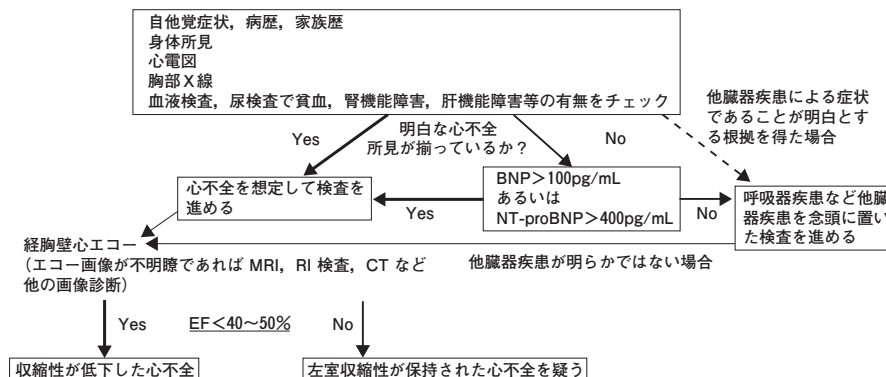 自他覚症状，病歴，家族歴
身体所見
心電図
胸部X線
血液検査，尿検査で貧血，腎機能障害，肝機能障害等の有無をチェック
他臓器疾患による症状
であることが明白とす
る根拠を得た場合
Yes
明白な心不全
所見が揃っているか？
No
心不全を想定して検査を
進める
Yes
BNP＞100pg/mL
あるいは
NT-proBNP＞400pg/mL
No
呼吸器疾患など他臓
器疾患を念頭に置い
た検査を進める
経胸壁心エコー
（エコー画像が不明瞭であれば MRI，RI 検査，CT など
他の画像診断）
他臓器疾患が明らかではない場合
Yes
EF＜40～50％
No
収縮性が低下した心不全
左室収縮性が保持された心不全を疑う